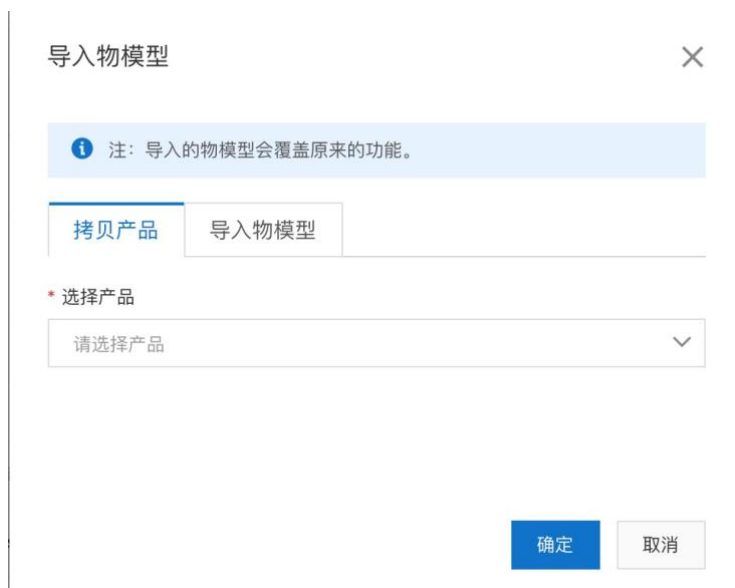 导入物模型
注：导入的物模型会覆盖原来的功能。
拷贝产品 导入物模型
* 选择产品
请选择产品
确定 取消